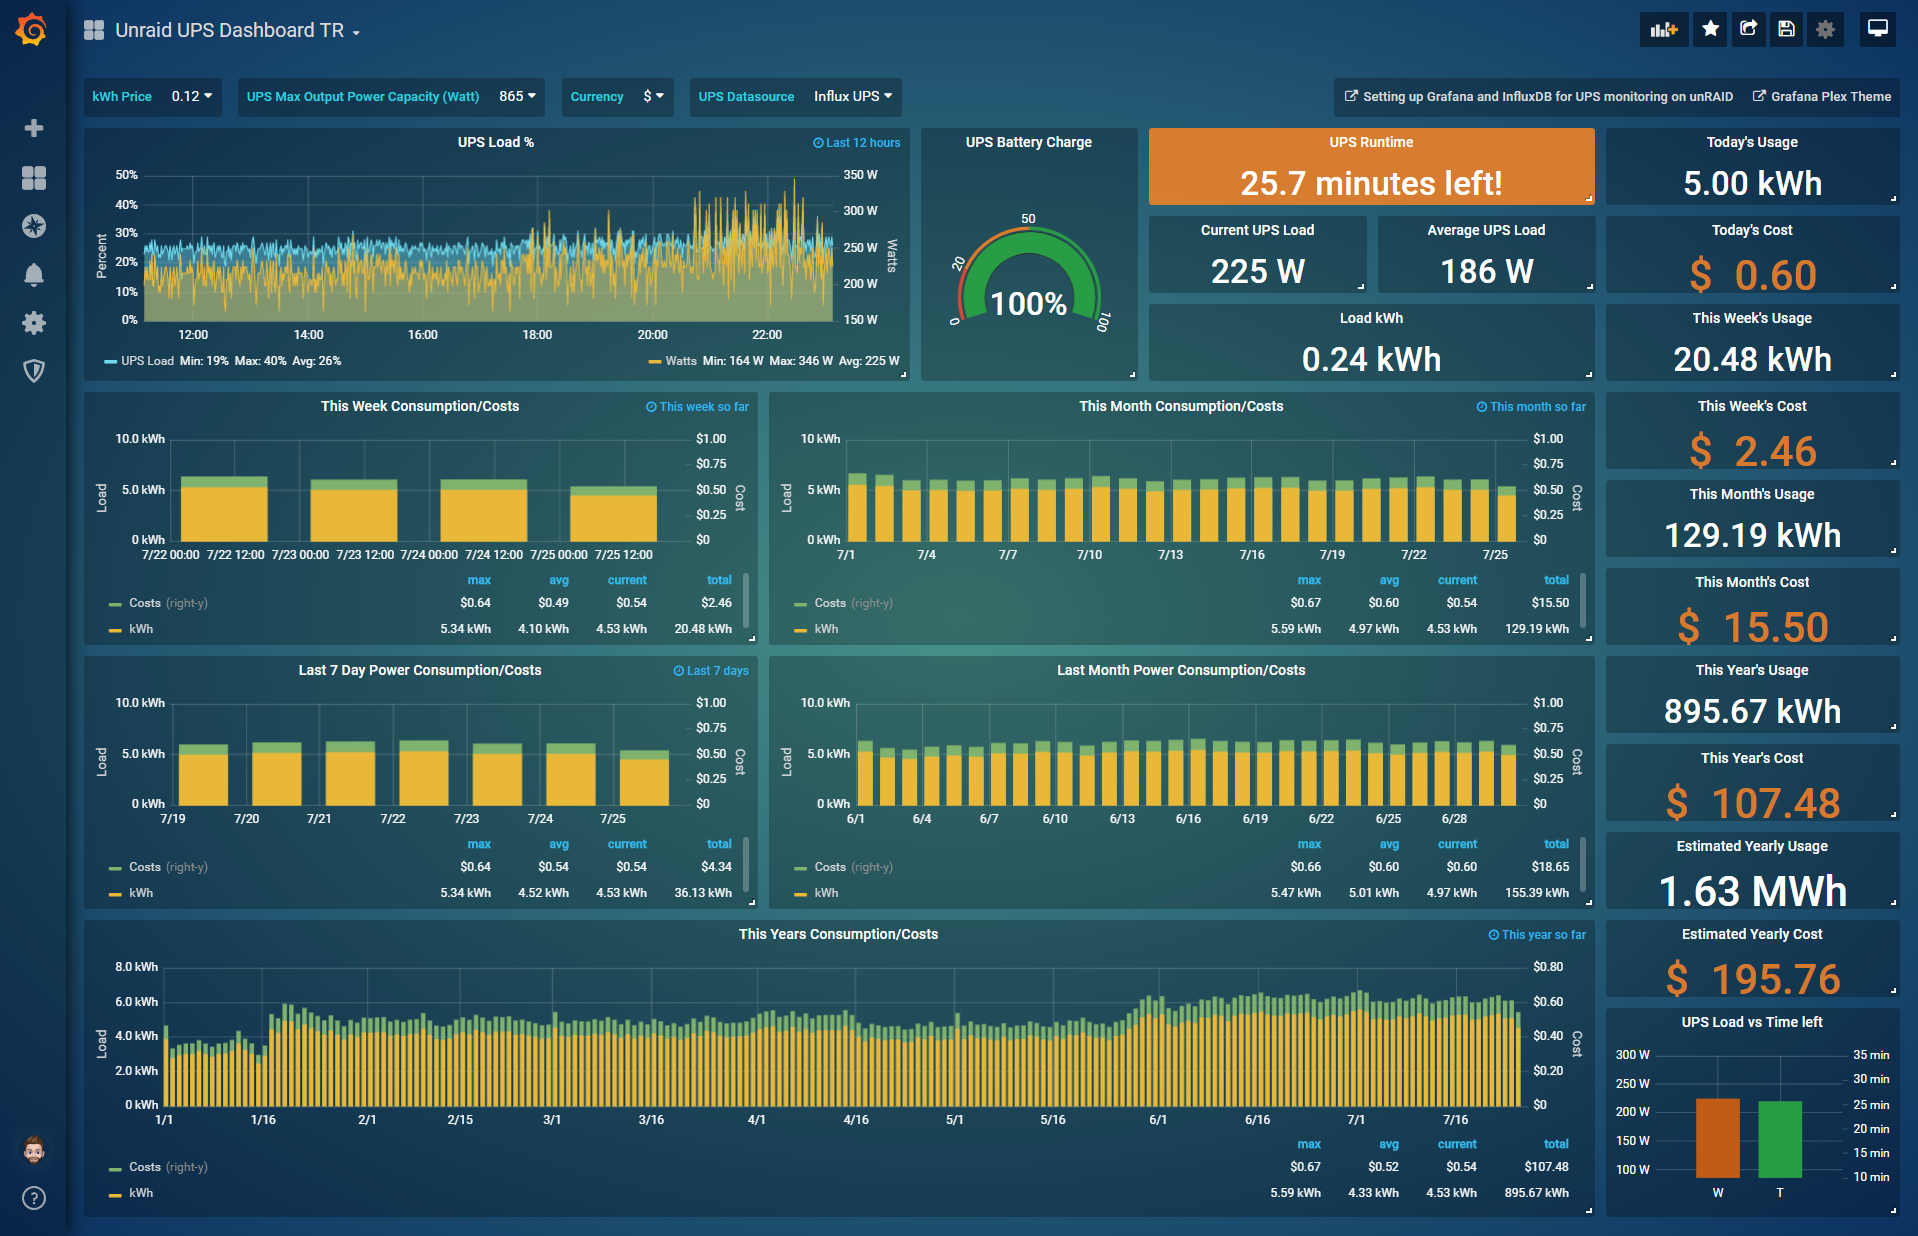 Unraid UPS Dashboard TR
kWh Price 0.12
UPS Max Output Power Capacity (Watt) 865
Currency $
UPS Datasource Influx UPS
Setting up Grafana and InfluxDB for UPS monitoring on unRAID
Grafana Plex Theme
UPS Load %
Last 12 hours
50%
40%
30%
20%
10%
0%
Percent
350 W
300 W
250 W
200 W
150 W
Watts
12:00 14:00 16:00 18:00 20:00 22:00
UPS Load Min: 19% Max: 40% Avg: 26%
Watts Min: 164 W Max: 346 W Avg: 225 W
UPS Battery Charge
0 20 50 100
100%
UPS Runtime
25.7 minutes left!
Current UPS Load
225 W
Average UPS Load
186 W
Load kWh
0.24 kWh
Today's Usage
5.00 kWh
Today's Cost
$ 0.60
This Week's Usage
20.48 kWh
This Week's Cost
$ 2.46
This Month's Usage
129.19 kWh
This Month's Cost
$ 15.50
This Year's Usage
895.67 kWh
This Year's Cost
$ 107.48
Estimated Yearly Usage
1.63 MWh
Estimated Yearly Cost
$ 195.76
This Week Consumption/Costs
This week so far
10.0 kWh
5.0 kWh
0 kWh
Load
$1.00
$0.75
$0.50
$0.25
$0
Cost
7/22 00:00 7/22 12:00 7/23 00:00 7/23 12:00 7/24 00:00 7/24 12:00 7/25 00:00 7/25 12:00
max avg current total
Costs (right-y) $0.64 $0.49 $0.54 $2.46
kWh 5.34 kWh 4.10 kWh 4.53 kWh 20.48 kWh
This Month Consumption/Costs
This month so far
10 kWh
5 kWh
0 kWh
Load
$1.00
$0.75
$0.50
$0.25
$0
Cost
7/1 7/4 7/7 7/10 7/13 7/16 7/19 7/22 7/25
max avg current total
Costs (right-y) $0.67 $0.60 $0.54 $15.50
kWh 5.59 kWh 4.97 kWh 4.53 kWh 129.19 kWh
Last 7 Day Power Consumption/Costs
Last 7 days
10.0 kWh
5.0 kWh
0 kWh
Load
$1.00
$0.75
$0.50
$0.25
$0
Cost
7/19 7/20 7/21 7/22 7/23 7/24 7/25
max avg current total
Costs (right-y) $0.64 $0.54 $0.54 $4.34
kWh 5.34 kWh 4.52 kWh 4.53 kWh 36.13 kWh
Last Month Power Consumption/Costs
10.0 kWh
5.0 kWh
0 kWh
Load
$1.00
$0.75
$0.50
$0.25
$0
Cost
6/1 6/4 6/7 6/10 6/13 6/16 6/19 6/22 6/25 6/28
max avg current total
Costs (right-y) $0.66 $0.60 $0.60 $18.65
kWh 5.47 kWh 5.01 kWh 4.97 kWh 155.39 kWh
This Years Consumption/Costs
This year so far
8.0 kWh
6.0 kWh
4.0 kWh
2.0 kWh
0 kWh
Load
$0.80
$0.60
$0.40
$0.20
$0
Cost
1/1 1/16 2/1 2/15 3/1 3/16 4/1 4/16 5/1 5/16 6/1 6/16 7/1 7/16
max avg current total
Costs (right-y) $0.67 $0.52 $0.54 $107.48
kWh 5.59 kWh 4.33 kWh 4.53 kWh 895.67 kWh
UPS Load vs Time left
300 W
250 W
200 W
150 W
100 W
35 min
30 min
25 min
20 min
15 min
10 min
W T